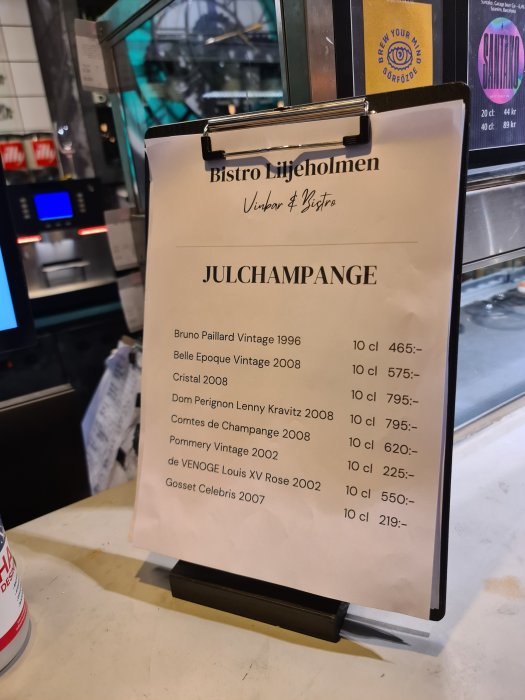 BREW YOUR MIND
GÖRFÖZDE
SANTANO
20 cl: 44 kr
40 cl: 89 kr
illy
illy
Bistro Liljeholmen
Vinbar & Bistro
JULCHAMPANGE
Bruno Paillard Vintage 1996 10 cl 465:-
Belle Epoque Vintage 2008 10 cl 575:-
Cristal 2008 10 cl 795:-
Dom Perignon Lenny Kravitz 2008 10 cl 795:-
Comtes de Champange 2008 10 cl 620:-
Pommery Vintage 2002 10 cl 225:-
de VENOGE Louis XV Rose 2002 10 cl 550:-
Gosset Celebris 2007 10 cl 219:-